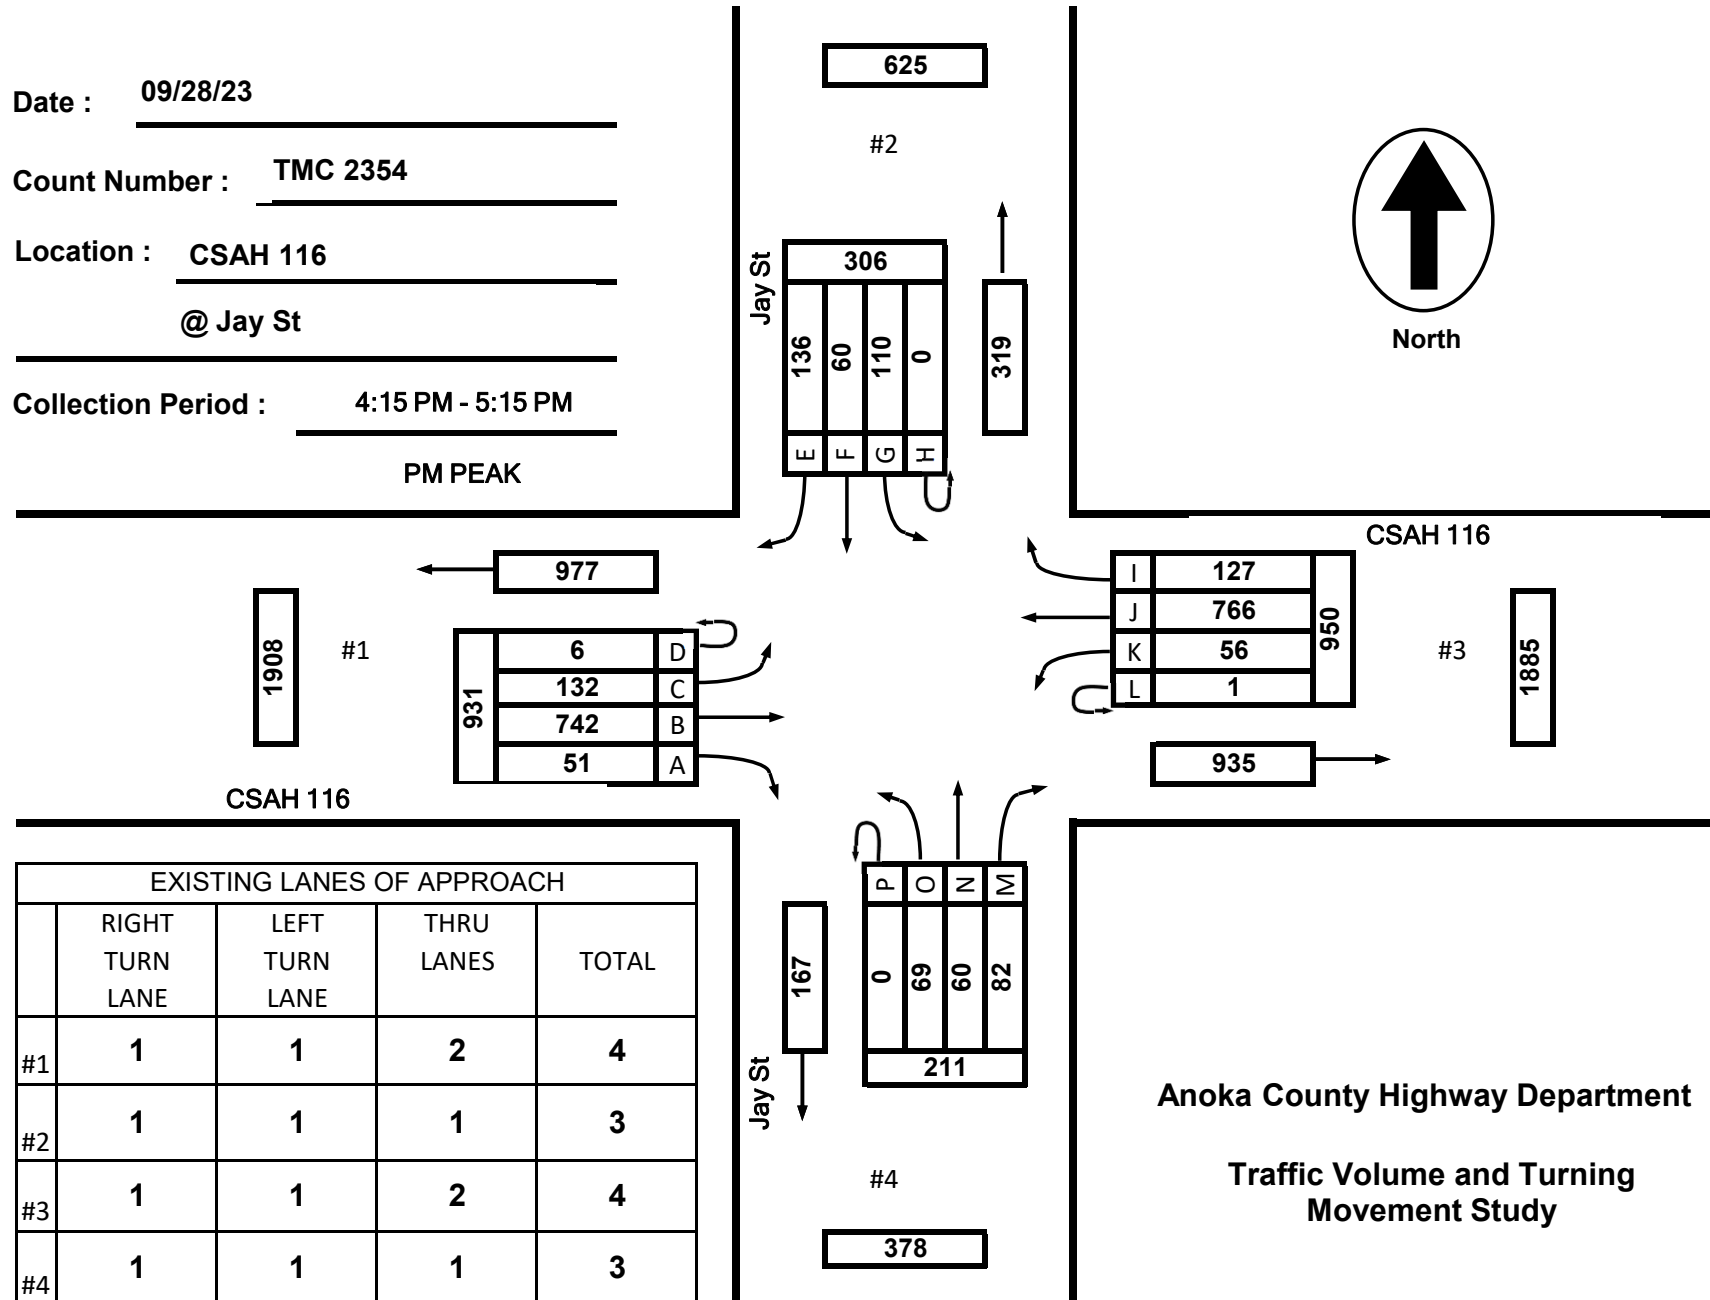 Date : 09/28/23
Count Number : TMC 2354
Location : CSAH 116
@ Jay St
Collection Period : 4:15 PM - 5:15 PM
PM PEAK
625
#2
Jay St
306
136 60 110 0
E F G H
319
North
CSAH 116
977
1908
#1
931
6 D
132 C
742 B
51 A
CSAH 116
I 127
J 766
K 56
L 1
950
#3
1885
935
P O N M
0 69 60 82
211
167
Jay St
#4
378
EXISTING LANES OF APPROACH
RIGHT TURN LANE LEFT TURN LANE THRU LANES TOTAL
#1 1 1 2 4
#2 1 1 1 3
#3 1 1 2 4
#4 1 1 1 3
Anoka County Highway Department
Traffic Volume and Turning
Movement Study